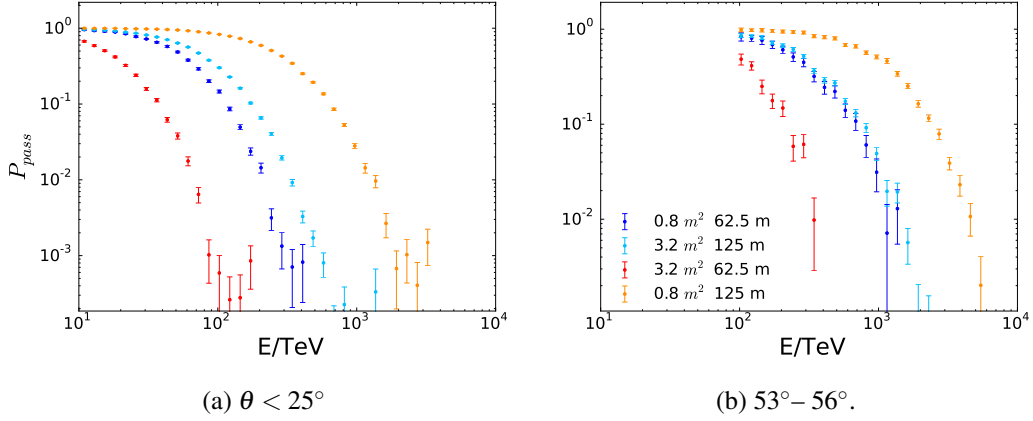 10^0
10^-1
10^-2
10^-3
P_pass
10^1 10^2 10^3 10^4
E/TeV
(a) θ < 25°
10^0
10^-1
10^-2
10^-3
0.8 m^2 62.5 m
3.2 m^2 125 m
3.2 m^2 62.5 m
0.8 m^2 125 m
10^1 10^2 10^3 10^4
E/TeV
(b) 53°– 56°.